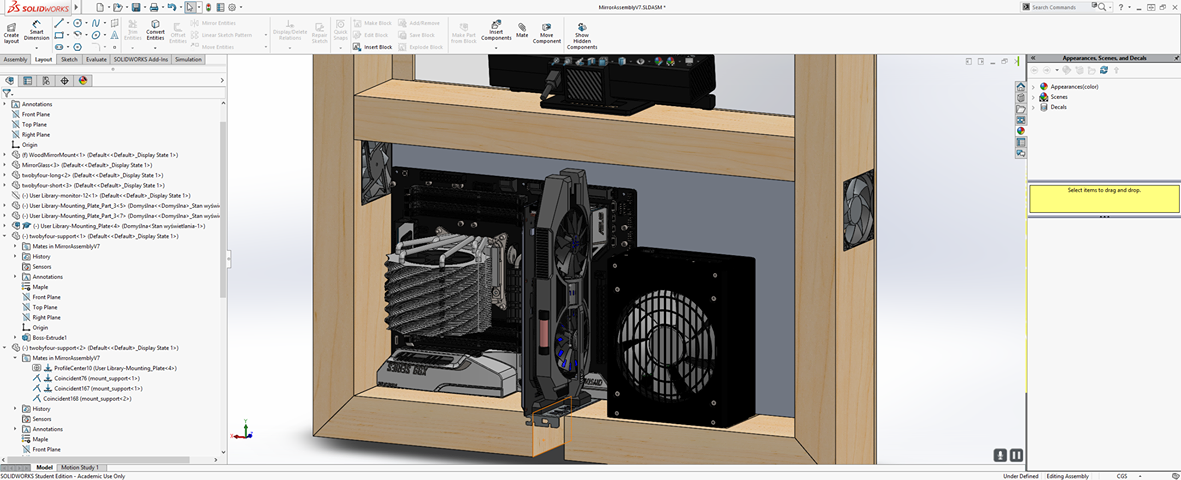 SOLIDWORKS
MirrorAssemblyV7.SLDASM *
Search Commands
Create layout
Smart Dimension
Trim Entities
Convert Entities
Offset Entities
Mirror Entities
Linear Sketch Pattern
Move Entities
Display/Delete Relations
Repair Sketch
Quick Snaps
Make Block
Edit Block
Insert Block
Add/Remove
Save Block
Explode Block
Make Part from Block
Insert Components
Mate
Move Component
Show Hidden Components
Assembly Layout Sketch Evaluate SOLIDWORKS Add-Ins Simulation
Annotations
Front Plane
Top Plane
Right Plane
Origin
(f) WoodMirrorMount<1> (Default<<Default>_Display State 1>)
MirrorGlass<3> (Default<<Default>_Display State 1>)
twobyfour-long<2> (Default<<Default>_Display State 1>)
twobyfour-short<3> (Default<<Default>_Display State 1>)
(-) User Library-monitor-12<1> (Default<<Default>_Display State 1>)
(-) User Library-Mounting_Plate_Part_3<5> (Domyślna<<Domyślna>_Stan wyświe
(-) User Library-Mounting_Plate_Part_3<7> (Domyślna<<Domyślna>_Stan wyświe
(-) User Library-Mounting_Plate<4> (Domyślna<Stan wyświetlania-1>)
(-) twobyfour-support<1> (Default<<Default>_Display State 1>)
Mates in MirrorAssemblyV7
History
Sensors
Annotations
Maple
Front Plane
Top Plane
Right Plane
Origin
Boss-Extrude1
(-) twobyfour-support<2> (Default<<Default>_Display State 1>)
Mates in MirrorAssemblyV7
ProfileCenter10 (User Library-Mounting_Plate<4>)
Coincident76 (mount_support<1>)
Coincident167 (mount_support<1>)
Coincident168 (mount_support<2>)
History
Sensors
Annotations
Maple
Front Plane
Model Motion Study 1
SOLIDWORKS Student Edition - Academic Use Only
Under Defined Editing Assembly CGS
Appearances, Scenes, and Decals
Appearances(color)
Scenes
Decals
Select items to drag and drop.